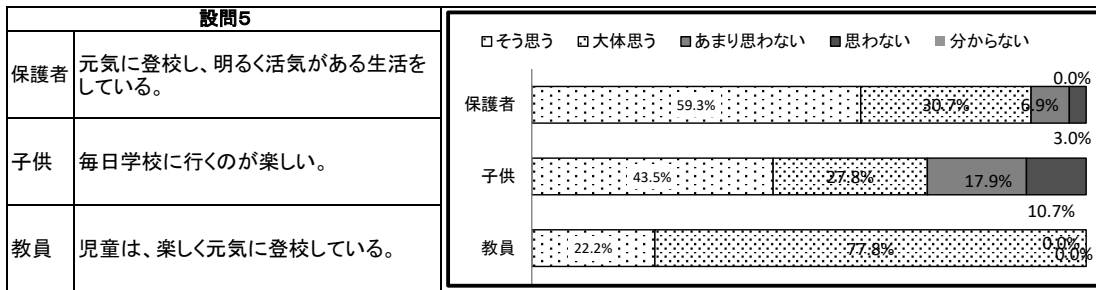 設問5
保護者
元気に登校し、明るく活気がある生活を
している。
子供
毎日学校に行くのが楽しい。
教員
児童は、楽しく元気に登校している。
そう思う 大体思う あまり思わない 思わない 分からない
0.0%
保護者 59.3% 30.7% 6.9%
3.0%
子供 43.5% 27.8% 17.9%
10.7%
教員 22.2% 77.8% 0.0%
0.0%